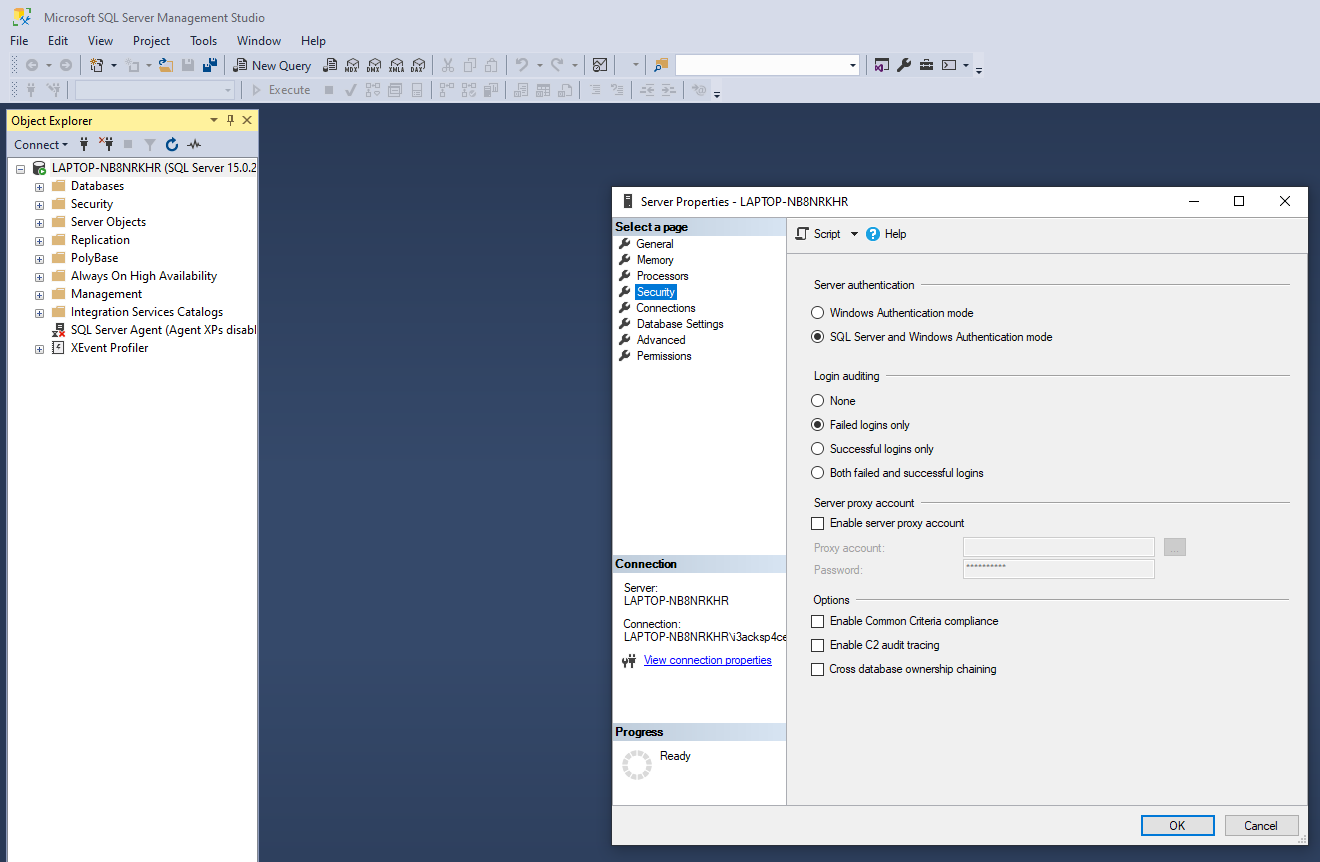 Microsoft SQL Server Management Studio
File Edit View Project Tools Window Help
New Query MDX DMX XMLA DAX
Execute
Object Explorer
Connect
LAPTOP-NB8NRKHR (SQL Server 15.0.2
Databases
Security
Server Objects
Replication
PolyBase
Always On High Availability
Management
Integration Services Catalogs
SQL Server Agent (Agent XPs disabl
XEvent Profiler
Server Properties - LAPTOP-NB8NRKHR
Select a page
General
Memory
Processors
Security
Connections
Database Settings
Advanced
Permissions
Connection
Server:
LAPTOP-NB8NRKHR
Connection:
LAPTOP-NB8NRKHR\i3acksp4ce
View connection properties
Progress
Ready
Script Help
Server authentication
Windows Authentication mode
SQL Server and Windows Authentication mode
Login auditing
None
Failed logins only
Successful logins only
Both failed and successful logins
Server proxy account
Enable server proxy account
Proxy account:
...
Password:
**********
Options
Enable Common Criteria compliance
Enable C2 audit tracing
Cross database ownership chaining
OK Cancel